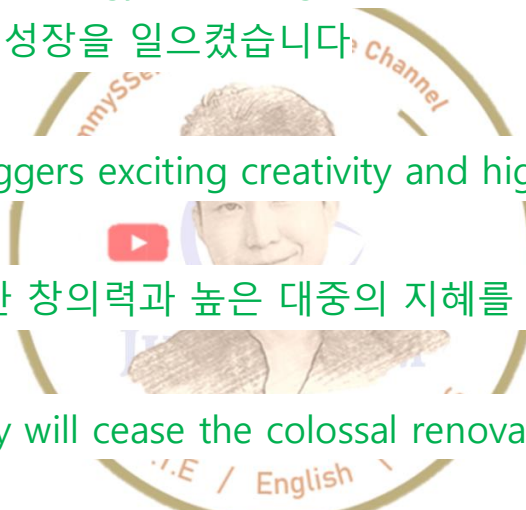 성장을 일으켰습니다
Channel
ggers exciting creativity and hig
창의력과 높은 대중의 지혜를
y will cease the colossal renova
/ English